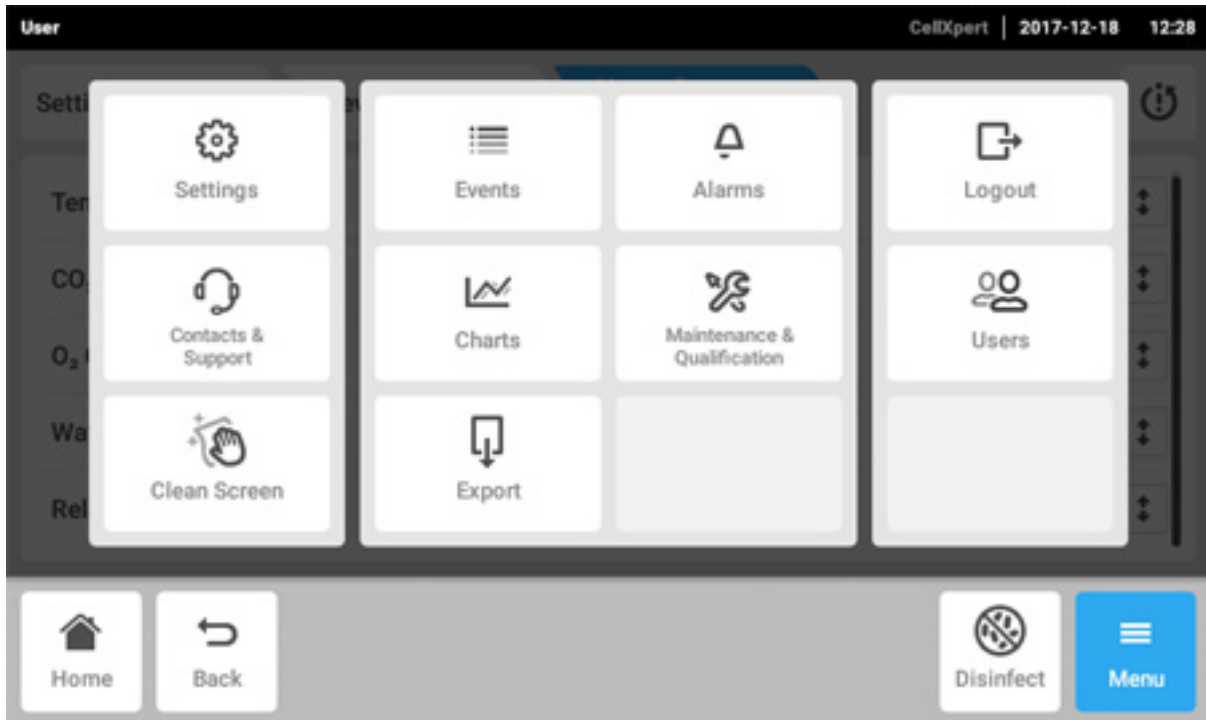 User
CellXpert | 2017-12-18 12:28
Settings
Events
Alarms
Logout
Contacts &
Support
Charts
Maintenance &
Qualification
Users
Clean Screen
Export
Home
Back
Disinfect
Menu